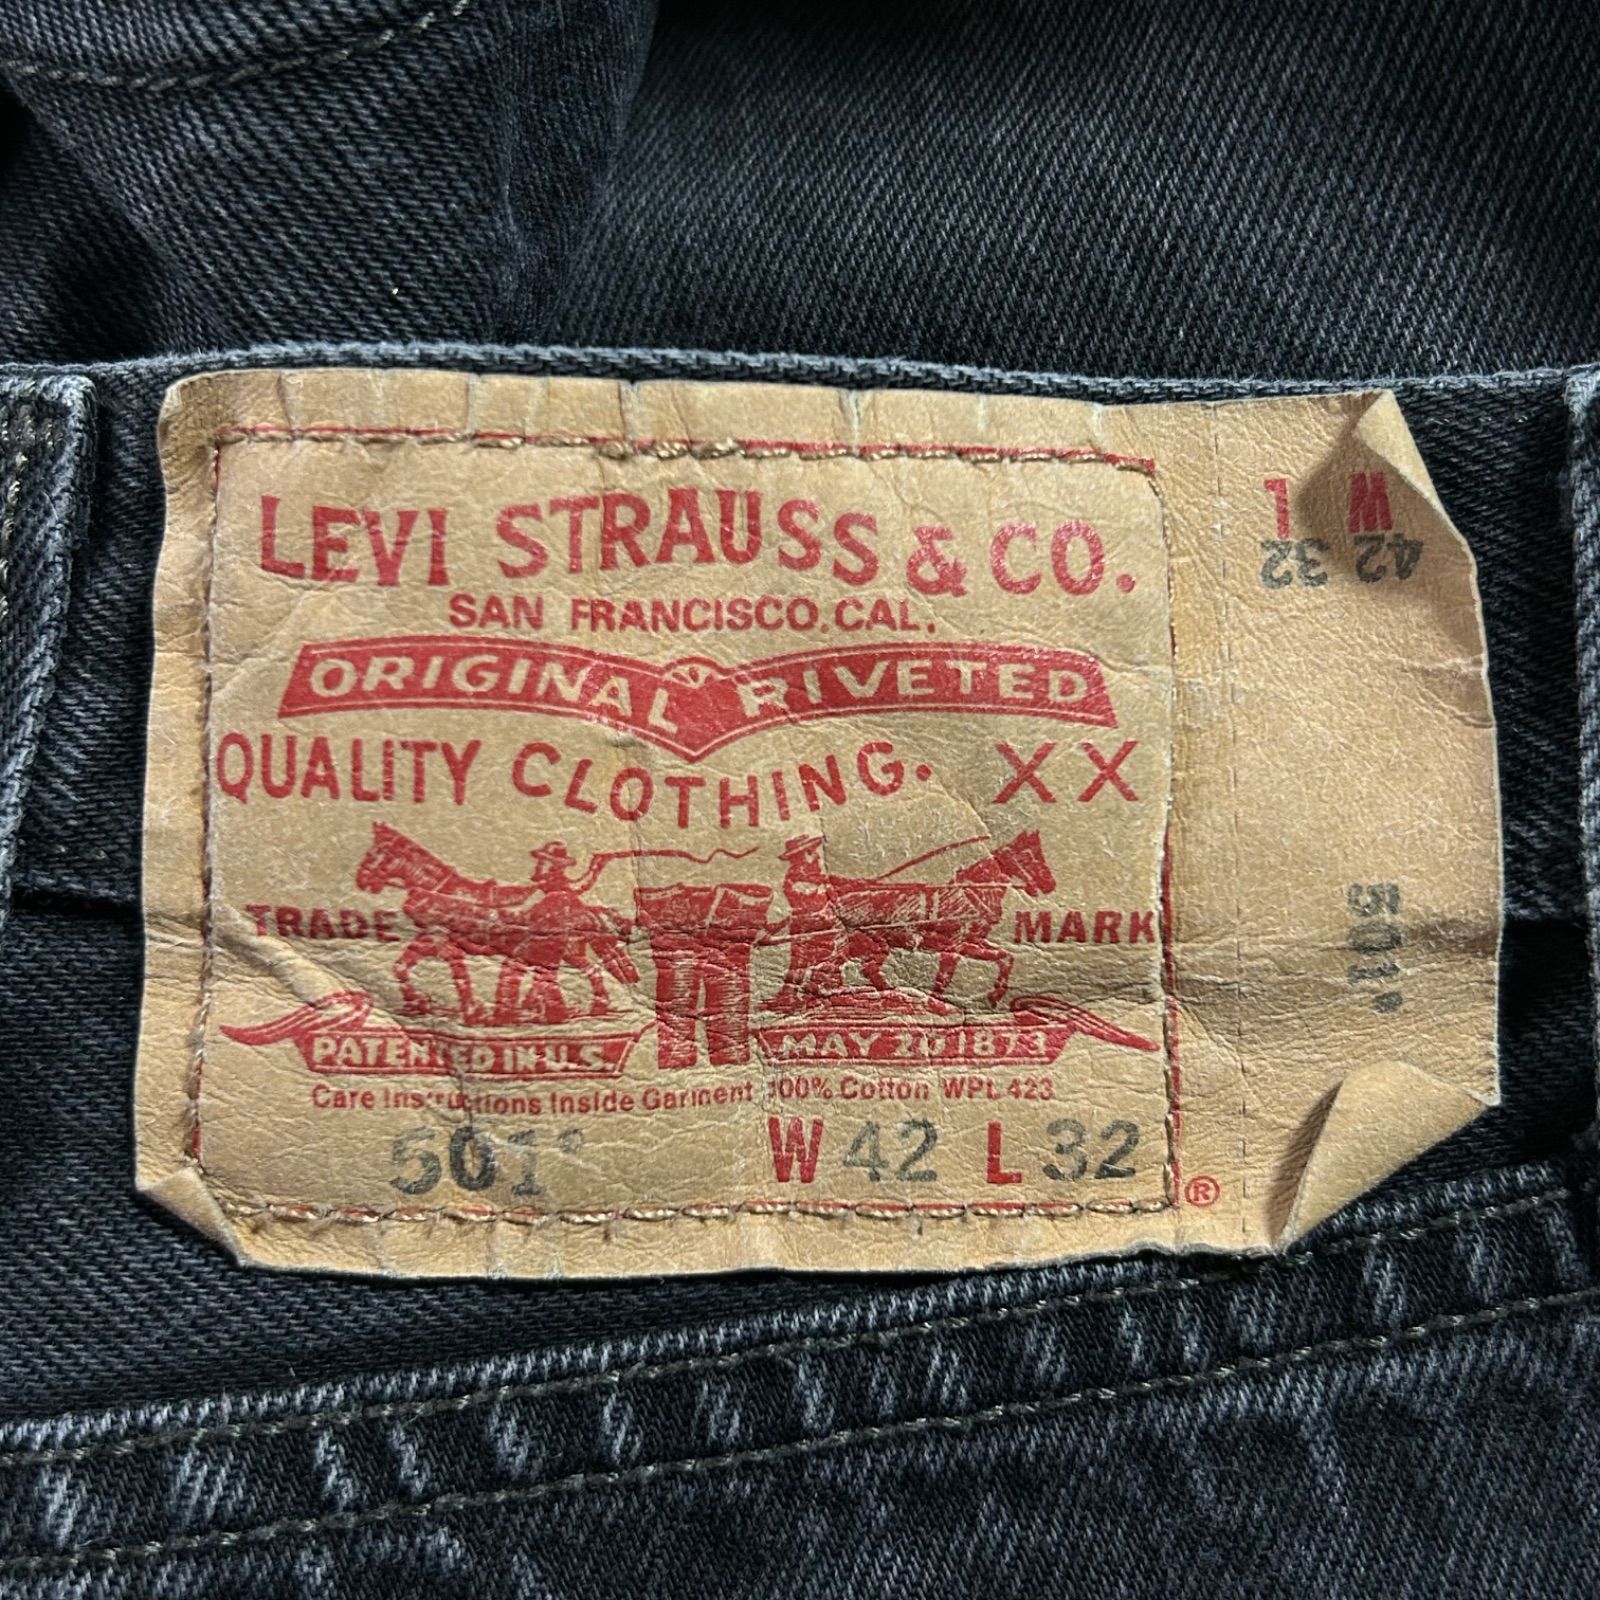 LEVI STRAUSS & CO.
SAN FRANCISCO, CAL.
ORIGINAL RIVETED
QUALITY CLOTHING. XX
TRADE MARK
PATENTED IN U.S. MAY 20 1873
Care Instructions Inside Garment 100% Cotton WPL 423
501® W 42 L 32
®
W L
42 32
501®